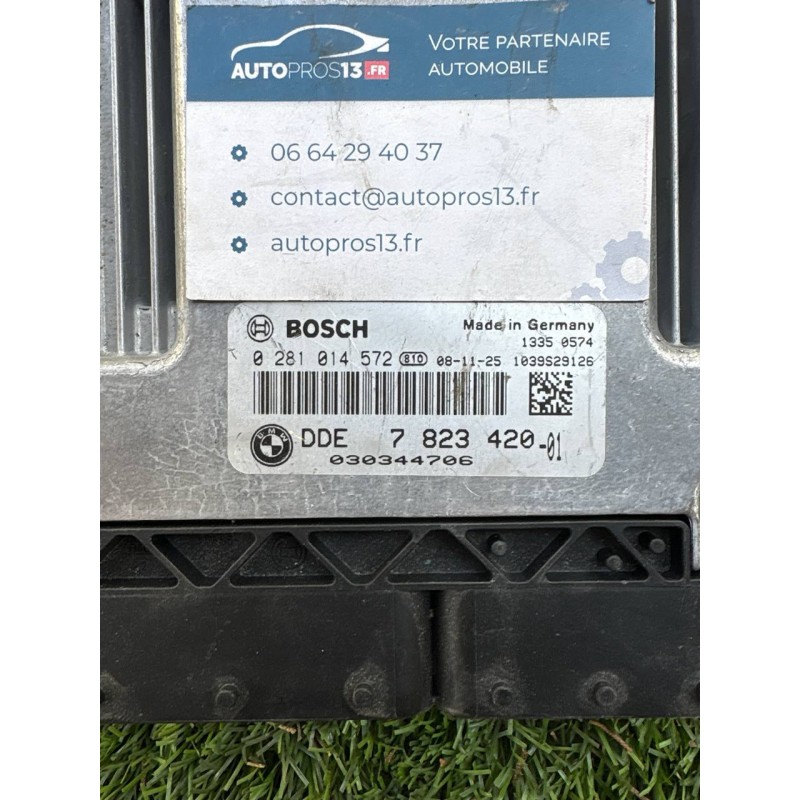 AUTOPROS13.FR
VOTRE PARTENAIRE
AUTOMOBILE
06 64 29 40 37
contact@autopros13.fr
autopros13.fr
BOSCH Made in Germany
1335 0574
0 281 014 572 810 08-11-25 1039S29126
BMW DDE 7 823 420-01
030344706